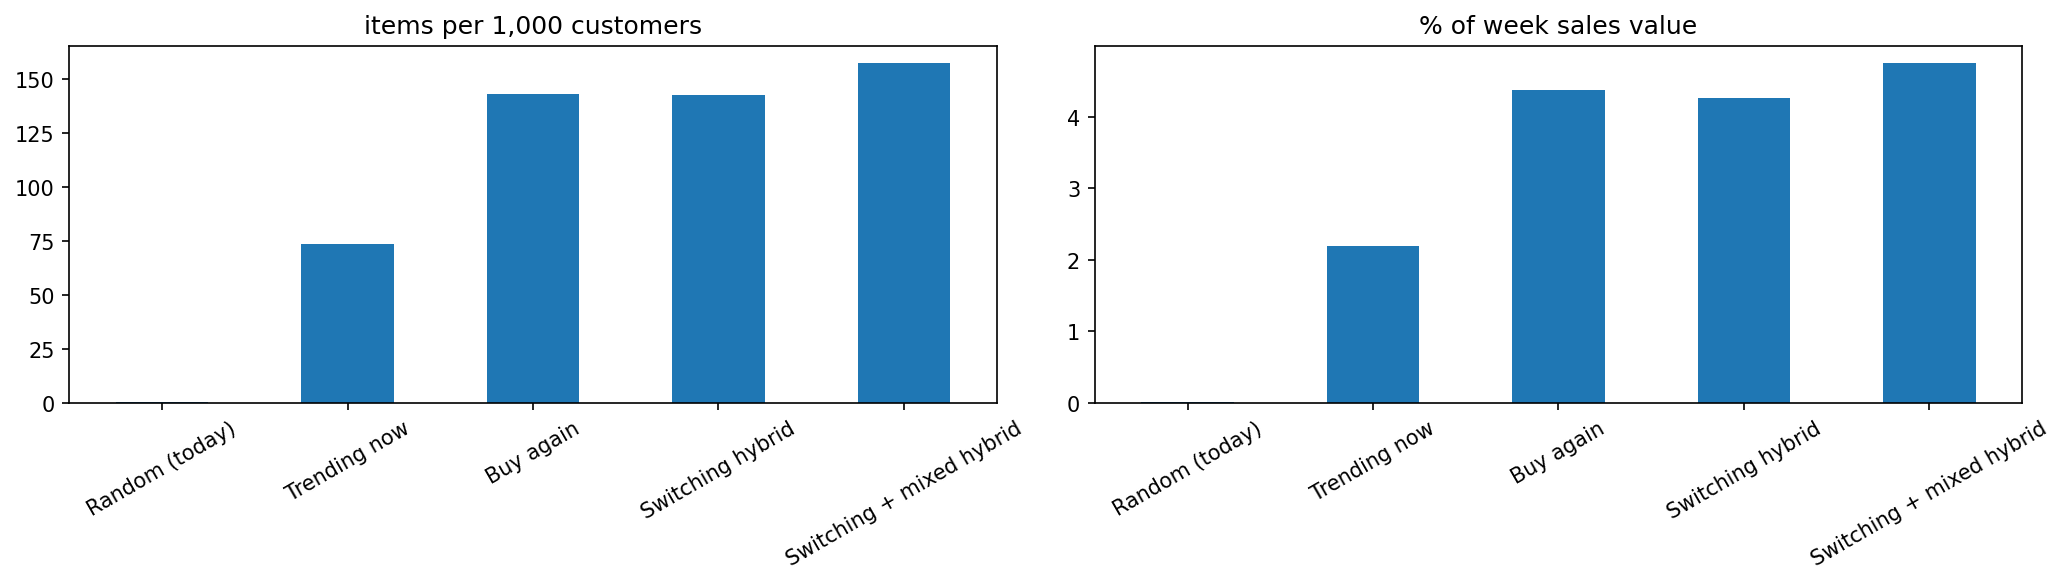 items per 1,000 customers
150
125
100
75
50
25
0
Random (today)
Trending now
Buy again
Switching hybrid
Switching + mixed hybrid
% of week sales value
4
3
2
1
0
Random (today)
Trending now
Buy again
Switching hybrid
Switching + mixed hybrid